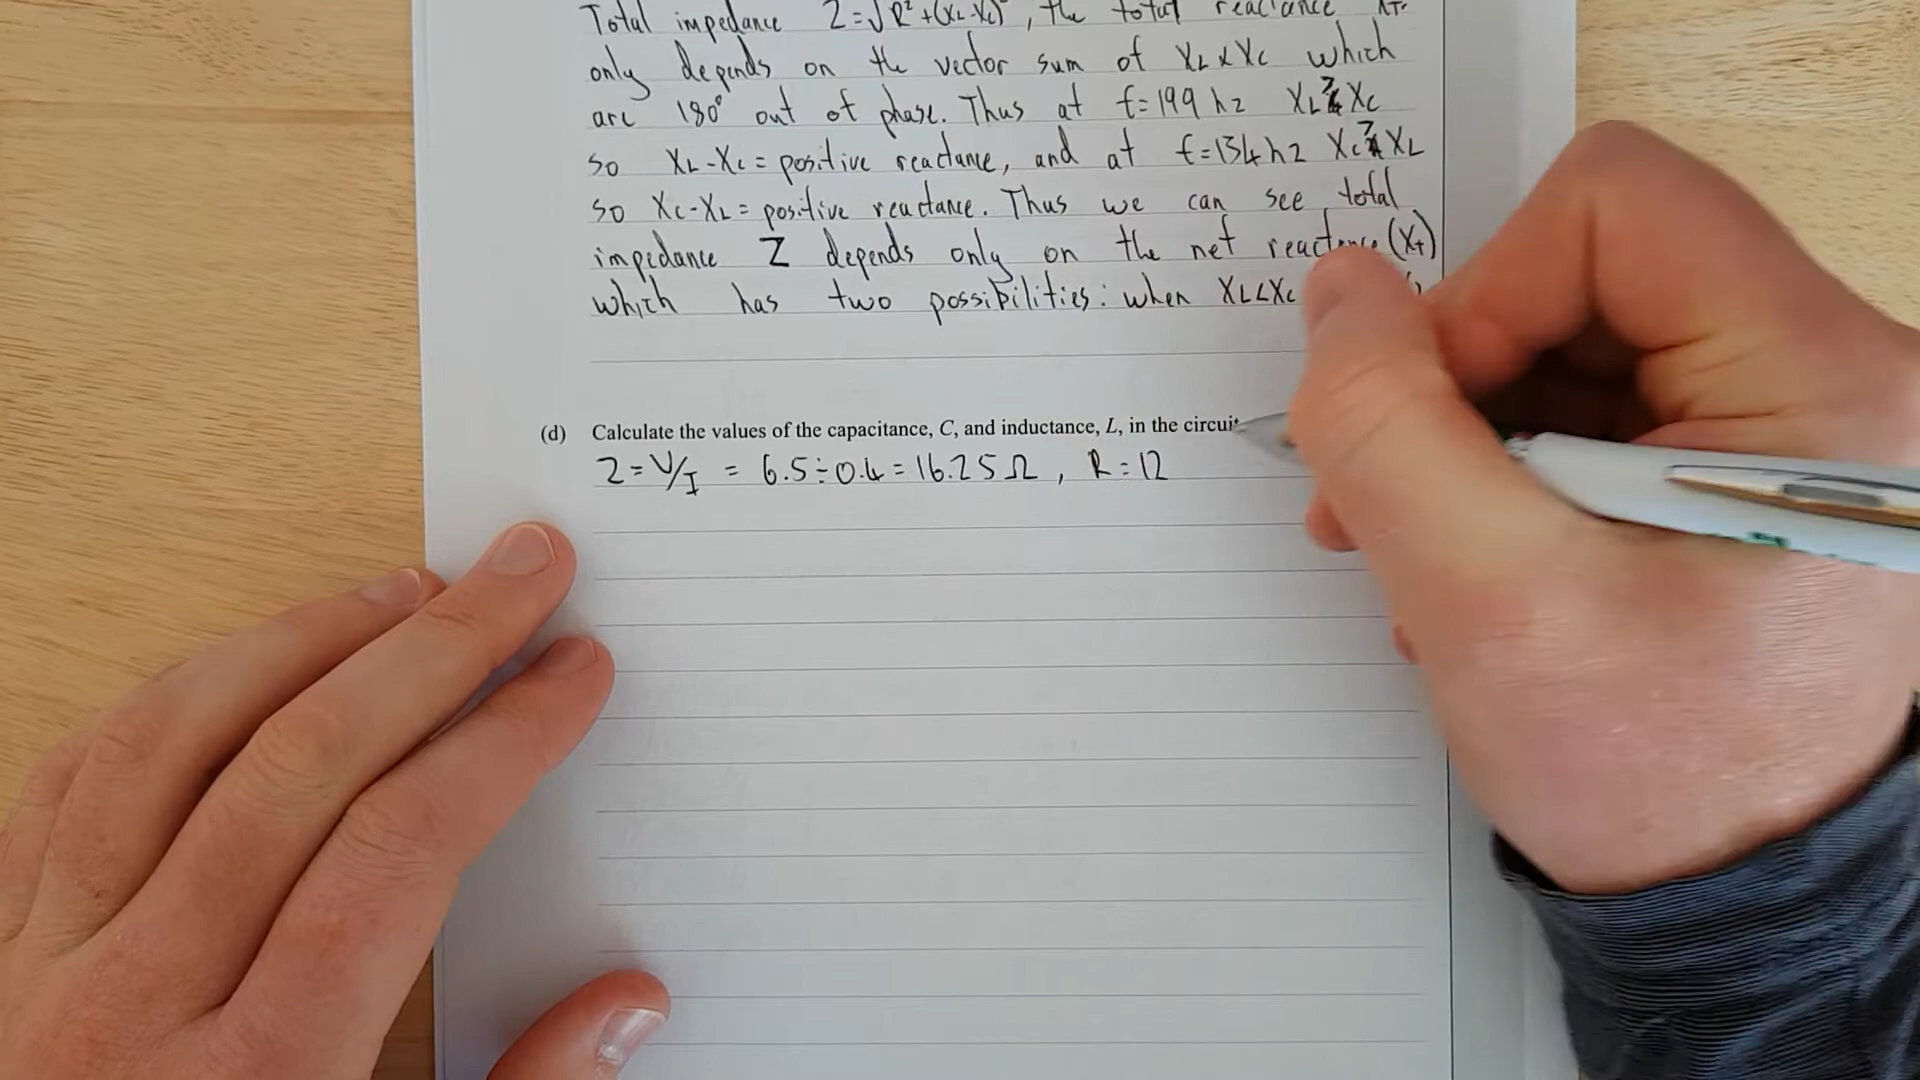 Total impedance Z=√R²+(XL-XC)², the total reactance XT
only depends on the vector sum of XL & XC which
are 180° out of phase. Thus at f=199 hz XL > XC
so XL-XC = positive reactance, and at f=134 hz XC > XL
so XC-XL = positive reactance. Thus we can see total
impedance Z depends only on the net reactance (XT)
which has two possibilities: when XL<XC
(d) Calculate the values of the capacitance, C, and inductance, L, in the circuit
Z = V/I = 6.5÷0.4 = 16.25 Ω, R = 12